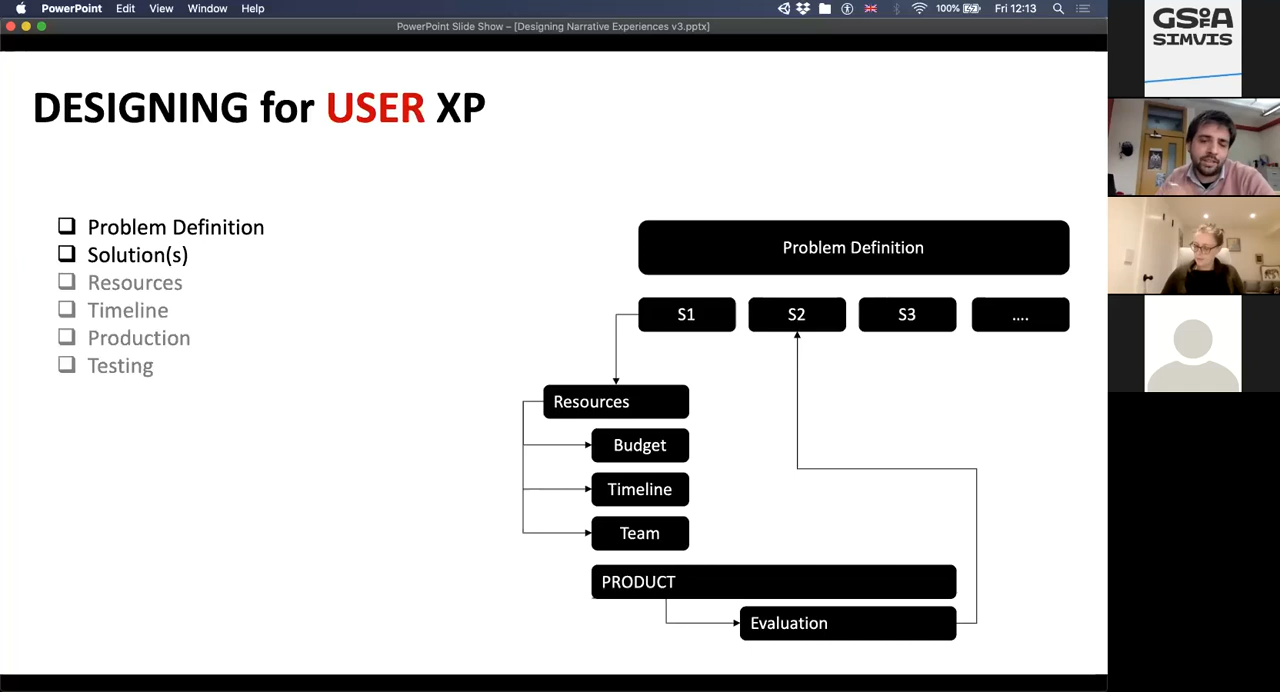 PowerPoint Edit View Window Help 100% Fri 12:13
PowerPoint Slide Show – [Designing Narrative Experiences v3.pptx]
DESIGNING for USER XP
Problem Definition
Solution(s)
Resources
Timeline
Production
Testing
Problem Definition
S1 S2 S3 ....
Resources
Budget
Timeline
Team
PRODUCT
Evaluation
GSOFA
SIMVIS